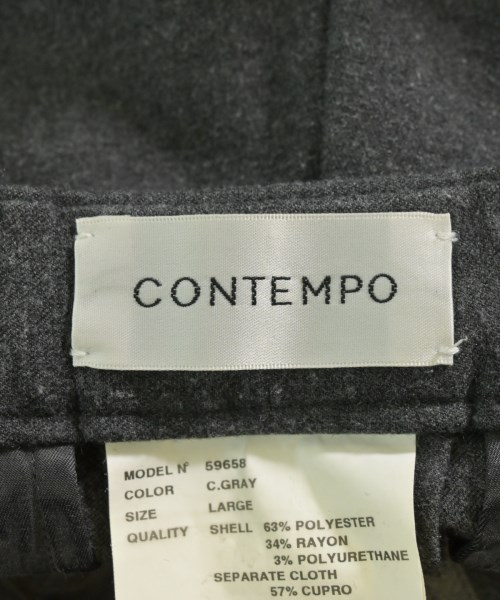 CONTEMPO
MODEL Nº 59658
COLOR C.GRAY
SIZE LARGE
QUALITY SHELL 63% POLYESTER
34% RAYON
3% POLYURETHANE
SEPARATE CLOTH
57% CUPRO